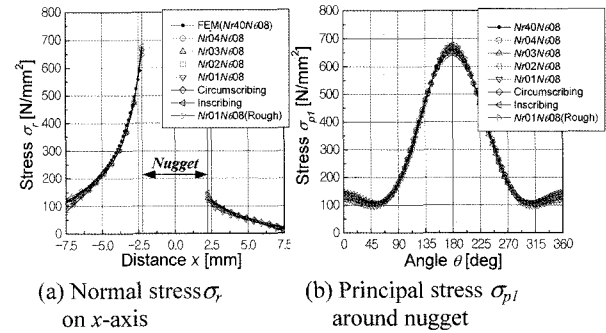 Stress σr [N/mm²]
800
700
600
500
400
300
200
100
0
-7.5 -5.0 -2.5 0.0 2.5 5.0 7.5
Distance x [mm]
FEM(Nr40Nθ08)
Nr04Nθ08
Nr03Nθ08
Nr02Nθ08
Nr01Nθ08
Circumscribing
Inscribing
Nr01Nθ08(Rough)
Nugget
(a) Normal stress σr
on x-axis
Stress σp1 [N/mm²]
800
700
600
500
400
300
200
100
0
0 45 90 135 180 225 270 315 360
Angle θ [deg]
Nr40Nθ08
Nr04Nθ08
Nr03Nθ08
Nr02Nθ08
Nr01Nθ08
Circumscribing
Inscribing
Nr01Nθ08(Rough)
(b) Principal stress σp1
around nugget